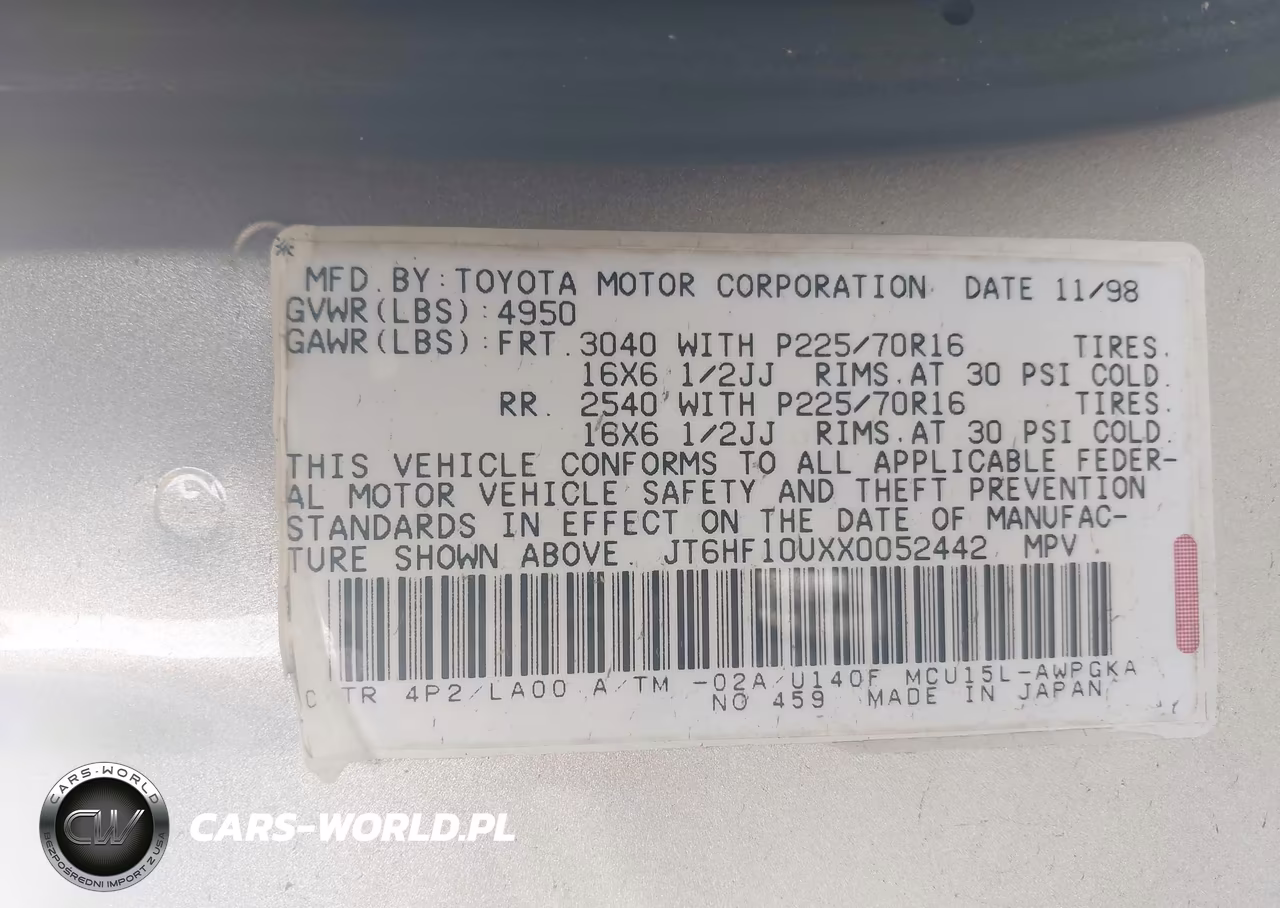 MFD. BY: TOYOTA MOTOR CORPORATION DATE 11/98
GVWR(LBS):4950
GAWR(LBS):FRT. 3040 WITH P225/70R16 TIRES.
16X6 1/2JJ RIMS.AT 30 PSI COLD.
RR. 2540 WITH P225/70R16 TIRES.
16X6 1/2JJ RIMS.AT 30 PSI COLD.
THIS VEHICLE CONFORMS TO ALL APPLICABLE FEDER-
AL MOTOR VEHICLE SAFETY AND THEFT PREVENTION
STANDARDS IN EFFECT ON THE DATE OF MANUFAC-
TURE SHOWN ABOVE. JT6HF10UXX0052442 MPV
C TR 4P2/LA00 A/TM -02A/U140F MCU15L-AWPGKA
NO 459 MADE IN JAPAN
CARS-WORLD
CW
BEZPOŚREDNI IMPORT Z USA
CARS-WORLD.PL